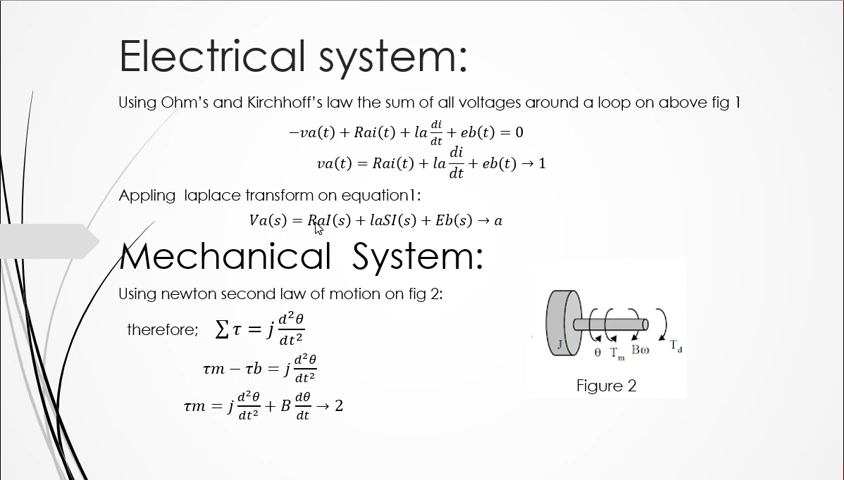 Electrical system:
Using Ohm's and Kirchhoff's law the sum of all voltages around a loop on above fig 1
−va(t) + Rai(t) + la di/dt + eb(t) = 0
va(t) = Rai(t) + la di/dt + eb(t) → 1
Appling laplace transform on equation1:
Va(s) = RaI(s) + laSI(s) + Eb(s) → a
Mechanical System:
Using newton second law of motion on fig 2:
therefore; ∑ τ = j d²θ/dt²
τm − τb = j d²θ/dt²
τm = j d²θ/dt² + B dθ/dt → 2
J θ Tm Bω Td
Figure 2